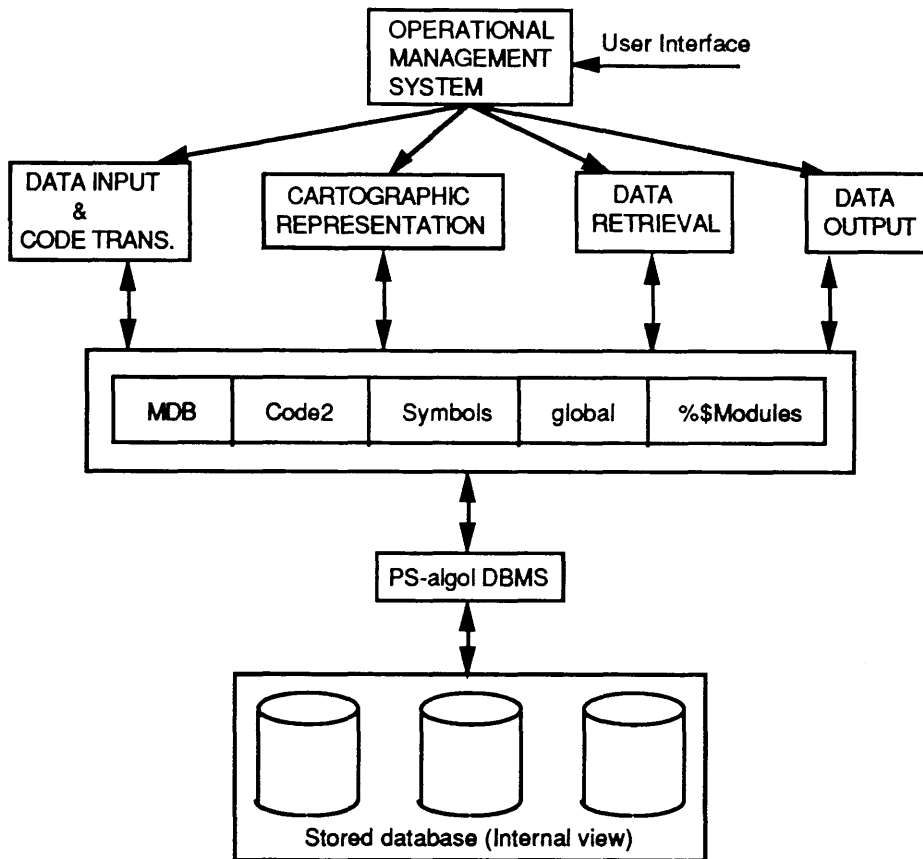 OPERATIONAL
MANAGEMENT
SYSTEM
User Interface
DATA INPUT
&
CODE TRANS.
CARTOGRAPHIC
REPRESENTATION
DATA
RETRIEVAL
DATA
OUTPUT
MDB
Code2
Symbols
global
%$Modules
PS-algol DBMS
Stored database (Internal view)